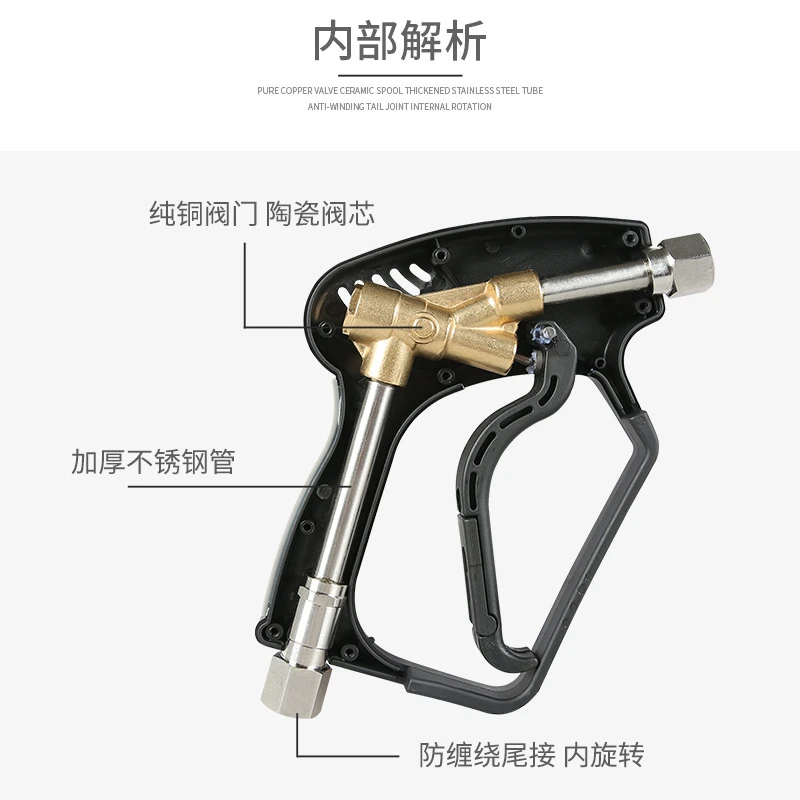 内部解析
PURE COPPER VALVE CERAMIC SPOOL THICKENED STAINLESS STEEL TUBE
ANTI-WINDING TAIL JOINT INTERNAL ROTATION
纯铜阀门 陶瓷阀芯
加厚不锈钢管
防缠绕尾接 内旋转